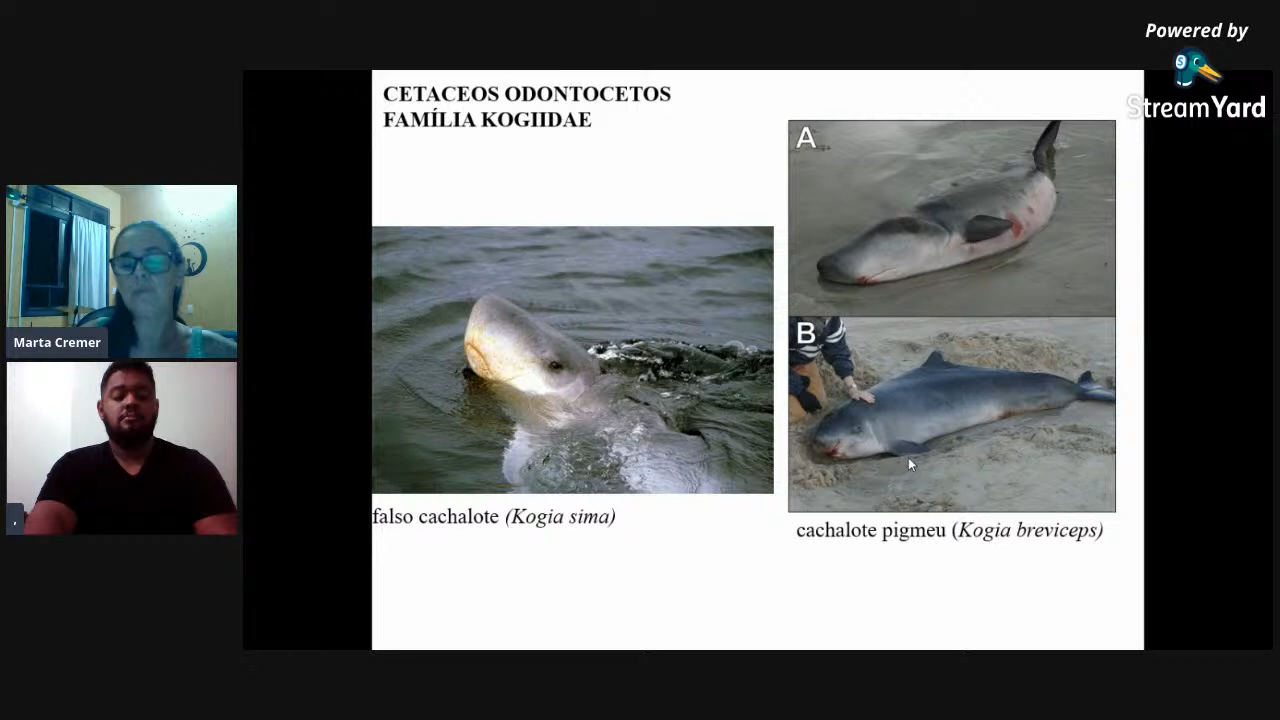 Powered by
StreamYard
CETACEOS ODONTOCETOS
FAMÍLIA KOGIIDAE
A
B
falso cachalote (Kogia sima)
cachalote pigmeu (Kogia breviceps)
Marta Cremer
,